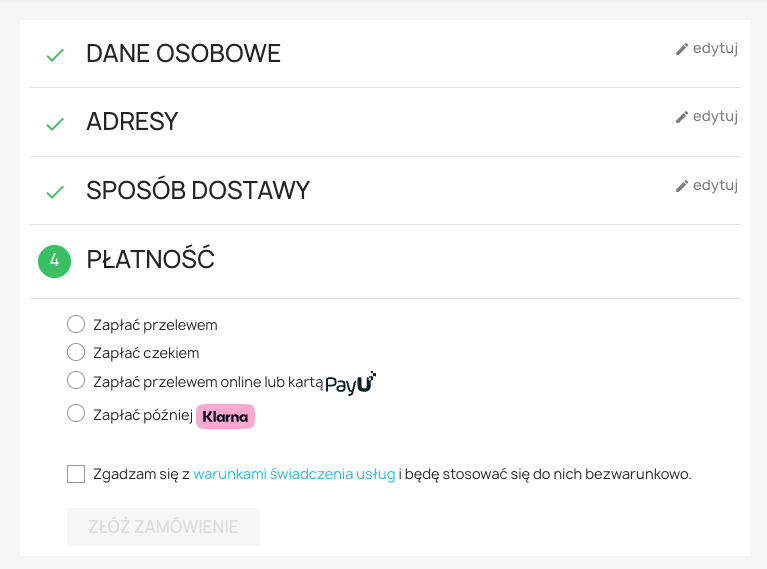 DANE OSOBOWE
edytuj
ADRESY
edytuj
SPOSÓB DOSTAWY
edytuj
4 PŁATNOŚĆ
Zapłać przelewem
Zapłać czekiem
Zapłać przelewem online lub kartą PayU
Zapłać później Klarna
Zgadzam się z warunkami świadczenia usług i będę stosować się do nich bezwarunkowo.
ZŁÓŻ ZAMÓWIENIE